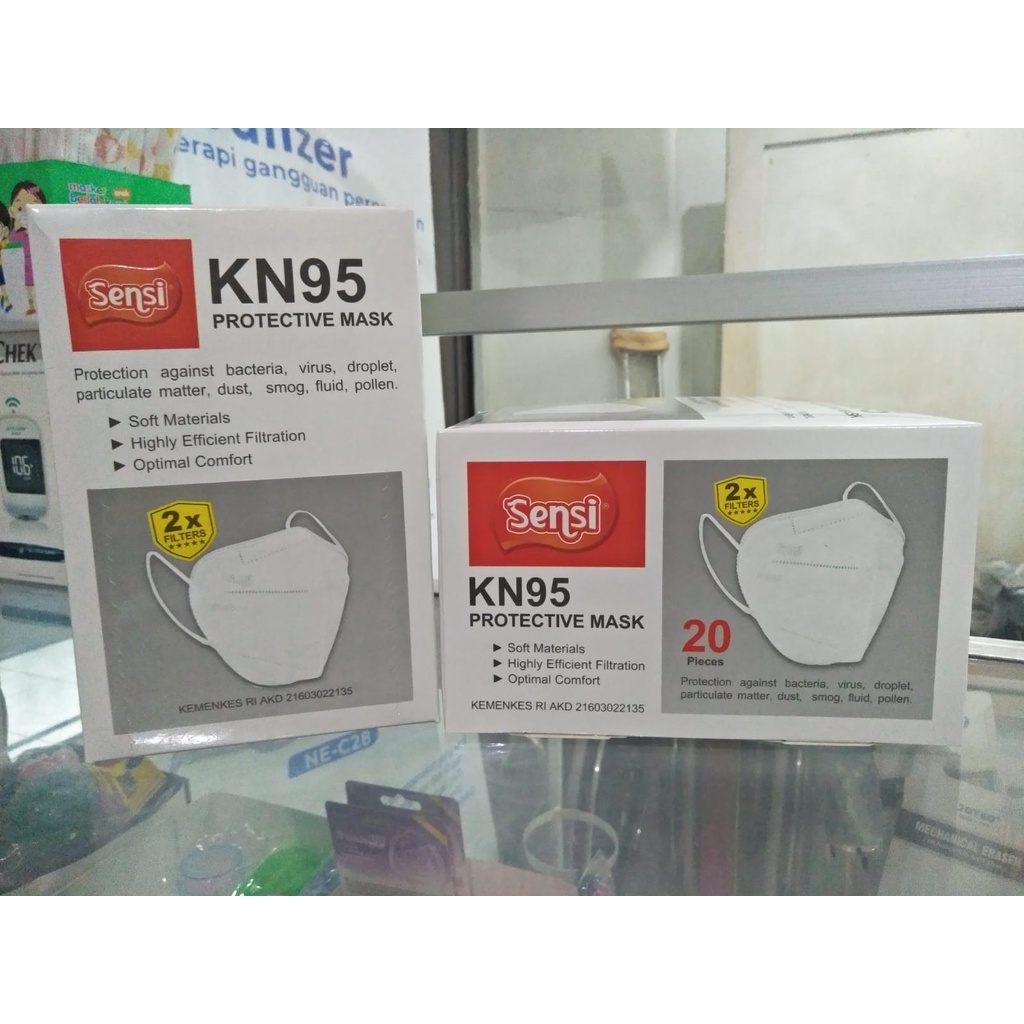 erapi gangguan
masker
CHEK
106
Sensi
KN95
PROTECTIVE MASK
Protection against bacteria, virus, droplet,
particulate matter, dust, smog, fluid, pollen.
► Soft Materials
► Highly Efficient Filtration
► Optimal Comfort
2x
FILTERS
★★★★★
KEMENKES RI AKD 21603022135
Sensi®
KN95
PROTECTIVE MASK
► Soft Materials
► Highly Efficient Filtration
► Optimal Comfort
KEMENKES RI AKD 21603022135
2x
FILTERS
★★★★★
20
Pieces
Protection against bacteria, virus, droplet,
particulate matter, dust, smog, fluid, pollen.
NE-C28
JOYKO
MECHANICAL ERASER